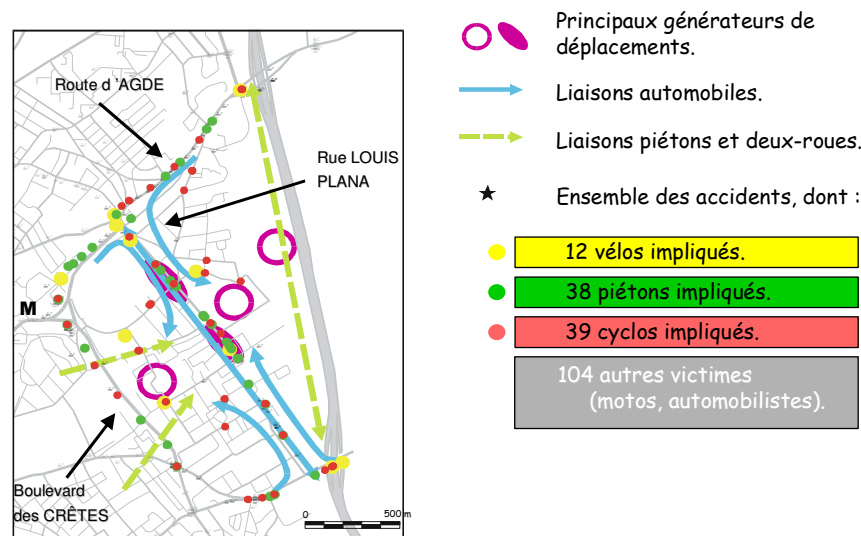 Route d 'AGDE
Rue LOUIS
PLANA
M
Boulevard
des CRÊTES
0
500 m
Principaux générateurs de
déplacements.
Liaisons automobiles.
Liaisons piétons et deux-roues.
Ensemble des accidents, dont :
12 vélos impliqués.
38 piétons impliqués.
39 cyclos impliqués.
104 autres victimes
(motos, automobilistes).